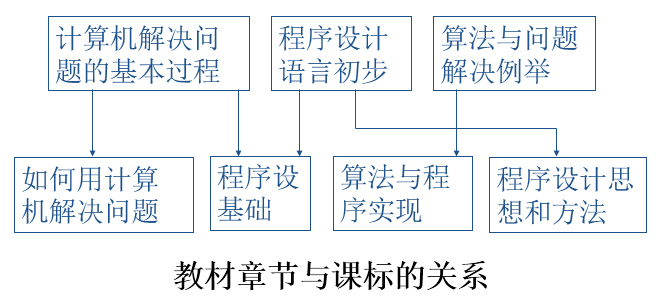 计算机解决问
题的基本过程
程序设计
语言初步
算法与问题
解决例举
如何用计算
机解决问题
程序设
基础
算法与程
序实现
程序设计思
想和方法
教材章节与课标的关系